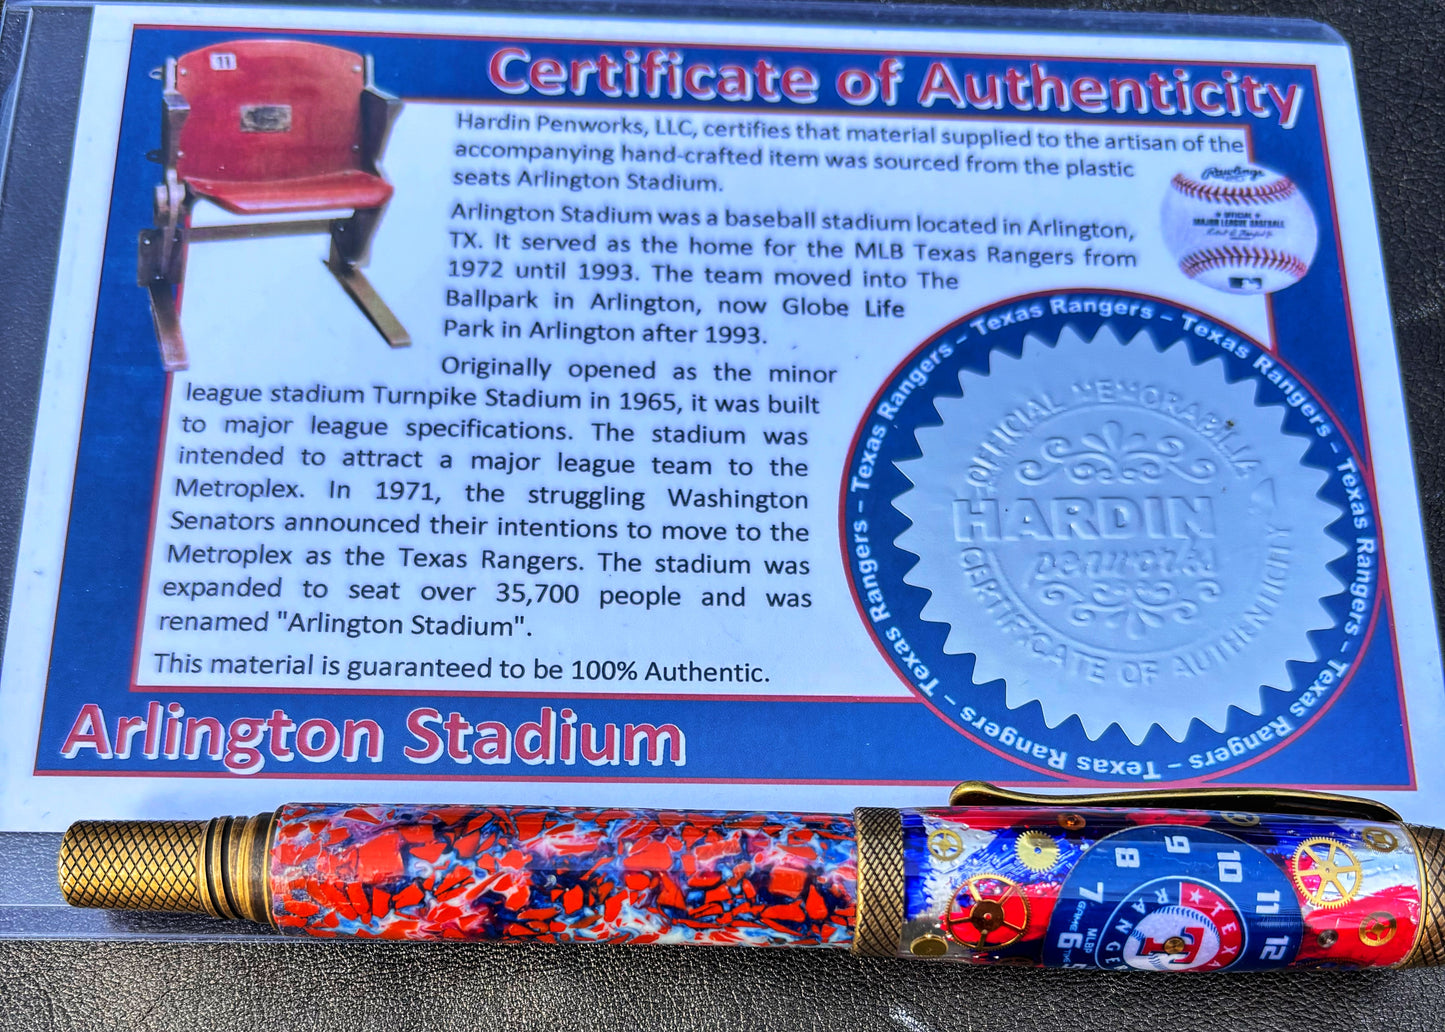 11
Certificate of Authenticity
Hardin Penworks, LLC, certifies that material supplied to the artisan of the
accompanying hand-crafted item was sourced from the plastic
seats Arlington Stadium.
Arlington Stadium was a baseball stadium located in Arlington,
TX. It served as the home for the MLB Texas Rangers from
1972 until 1993. The team moved into The
Ballpark in Arlington, now Globe Life
Park in Arlington after 1993.
Originally opened as the minor
league stadium Turnpike Stadium in 1965, it was built
to major league specifications. The stadium was
intended to attract a major league team to the
Metroplex. In 1971, the struggling Washington
Senators announced their intentions to move to the
Metroplex as the Texas Rangers. The stadium was
expanded to seat over 35,700 people and was
renamed "Arlington Stadium".
This material is guaranteed to be 100% Authentic.
Arlington Stadium
Rawlings
OFFICIAL
MAJOR LEAGUE BASEBALL
Texas Rangers – Texas Rangers – Texas Rangers – Texas Rangers – Texas Rangers – Texas Rangers – Texas Rangers – Texas Rangers –
OFFICIAL MEMORABILIA
HARDIN
penworks
CERTIFICATE OF AUTHENTICITY
8 9 10 11 12
7 6 5
GAME
MLB
THE
TEXAS
RANGER
T